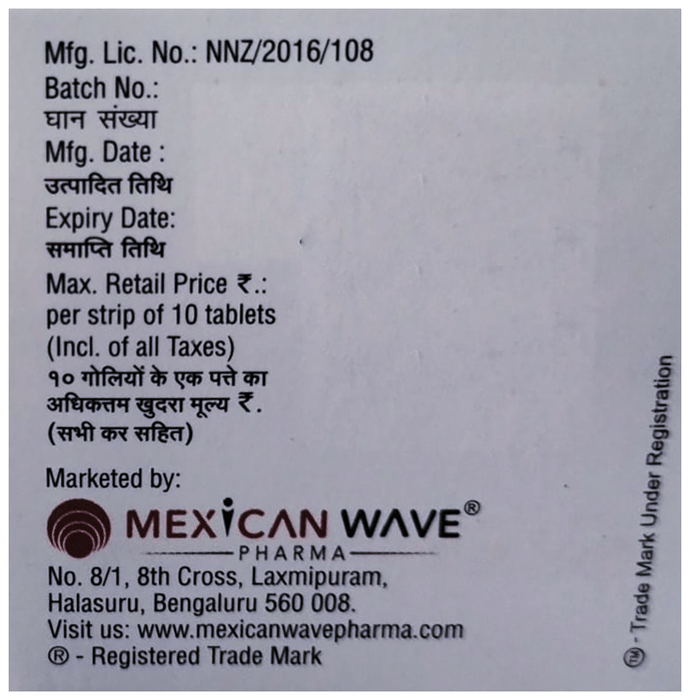 Mfg. Lic. No.: NNZ/2016/108
Batch No.:
घान संख्या
Mfg. Date :
उत्पादित तिथि
Expiry Date:
समाप्ति तिथि
Max. Retail Price ₹.:
per strip of 10 tablets
(Incl. of all Taxes)
१० गोलियों के एक पत्ते का
अधिकतम खुदरा मूल्य ₹.
(सभी कर सहित)
Marketed by:
MEXICAN WAVE®
PHARMA
No. 8/1, 8th Cross, Laxmipuram,
Halasuru, Bengaluru 560 008.
Visit us: www.mexicanwavepharma.com
® - Registered Trade Mark
™ - Trade Mark Under Registration